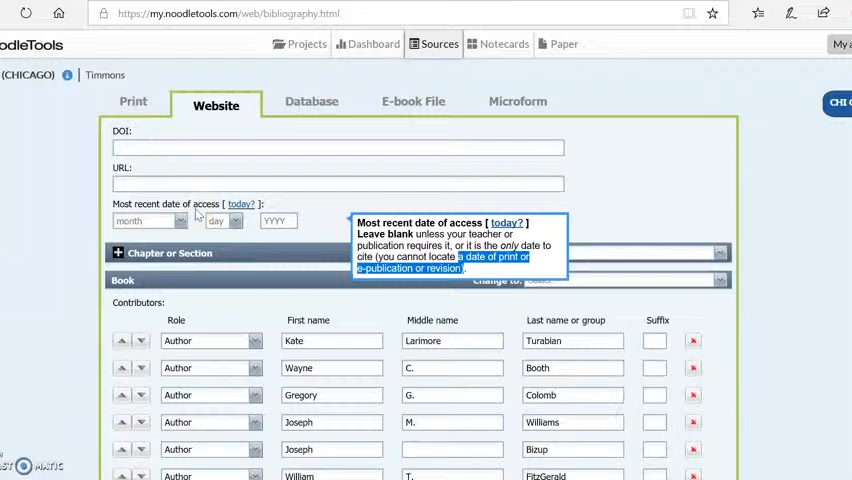 https://my.noodletools.com/web/bibliography.html
oodleTools
Projects
Dashboard
Sources
Notecards
Paper
My a
(CHICAGO)
Timmons
Print
Website
Database
E-book File
Microform
CHI C
DOI:
URL:
Most recent date of access [ today? ]:
month
day
YYYY
Most recent date of access [ today? ]
Leave blank unless your teacher or
publication requires it, or it is the only date to
cite (you cannot locate a date of print or
e-publication or revision).
Chapter or Section
Book
Change to:
Contributors:
Role First name Middle name Last name or group Suffix
Author Kate Larimore Turabian
Author Wayne C. Booth
Author Gregory G. Colomb
Author Joseph M. Williams
Author Joseph Bizup
Author William T. FitzGerald
AST MATIC